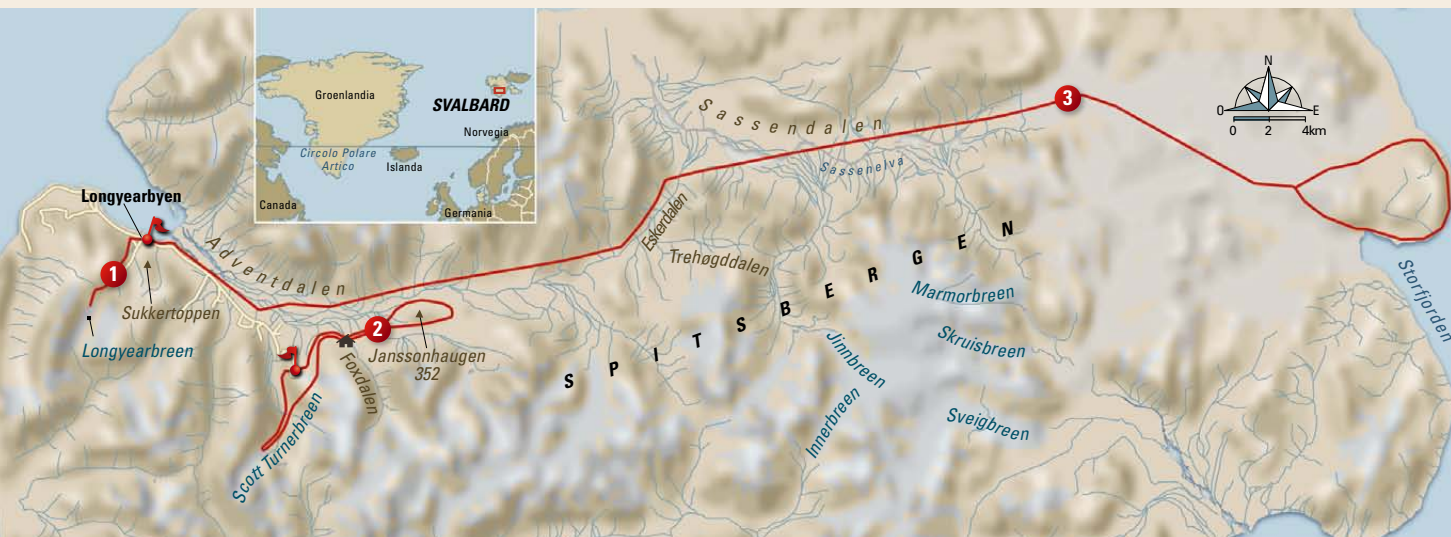 Groenlandia
SVALBARD
Norvegia
Circolo Polare
Artico
Islanda
Canada
Germania
N
O
E
0 2 4km
3
Sassendalen
Sassenelva
Longyearbyen
Adventdalen
Eskerdalen
Trehøgddalen
1
Sukkertoppen
Longyearbreen
2
Janssonhaugen
352
Foxdalen
Scott Turnerbreen
SPITSBERGEN
Marmorbreen
Skruisbreen
Jinnbreen
Innerbreen
Sveigbreen
Storfjorden